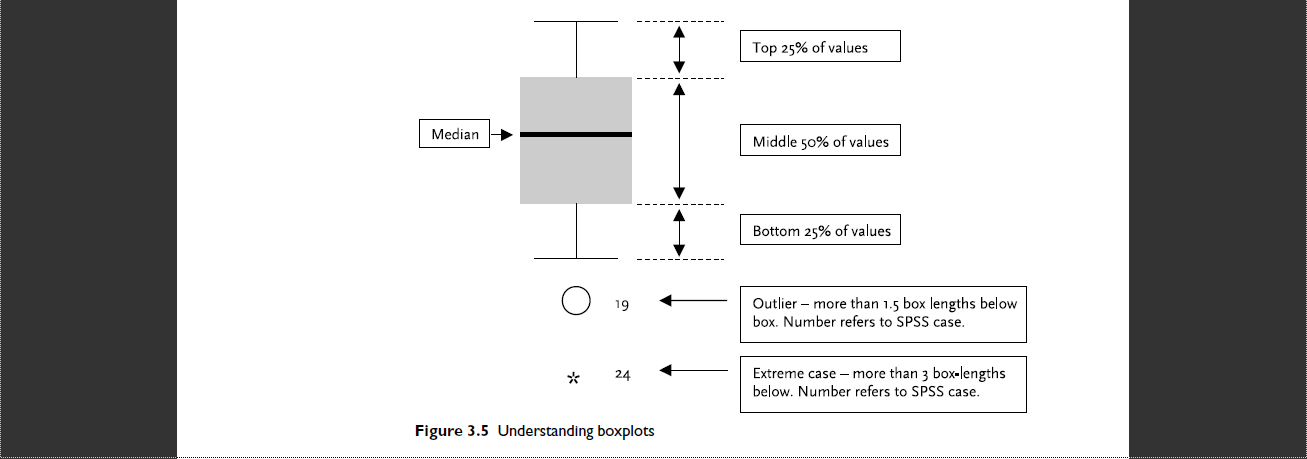 Top 25% of values
Median
Middle 50% of values
Bottom 25% of values
19
Outlier – more than 1.5 box lengths below
box. Number refers to SPSS case.
24
Extreme case – more than 3 box-lengths
below. Number refers to SPSS case.
Figure 3.5 Understanding boxplots